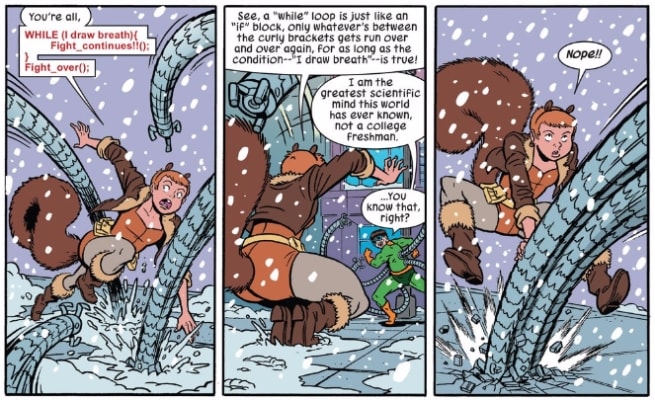 You're all,
WHILE (I draw breath){
Fight_continues!!();
}
Fight_over();
See, a "while" loop is just like an
"if" block, only whatever's between
the curly brackets gets run over
and over again, for as long as the
condition--"I draw breath"--is true!
I am the
greatest scientific
mind this world
has ever known,
not a college
freshman.
...You
know that,
right?
Nope!!